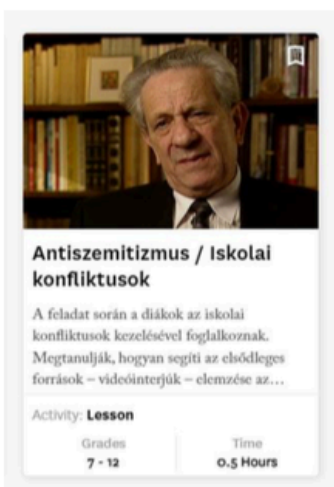 Antiszemitizmus / Iskolai
konfliktusok
A feladat során a diákok az iskolai
konfliktusok kezelésével foglalkoznak.
Megtanulják, hogyan segíti az elsődleges
források – videóinterjúk – elemzése az...
Activity: Lesson
Grades
7 - 12
Time
0.5 Hours